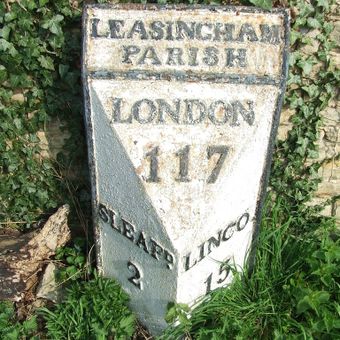 LEASINGHAM
PARISH
LONDON
117
SLEAFD
2
LINCO
15